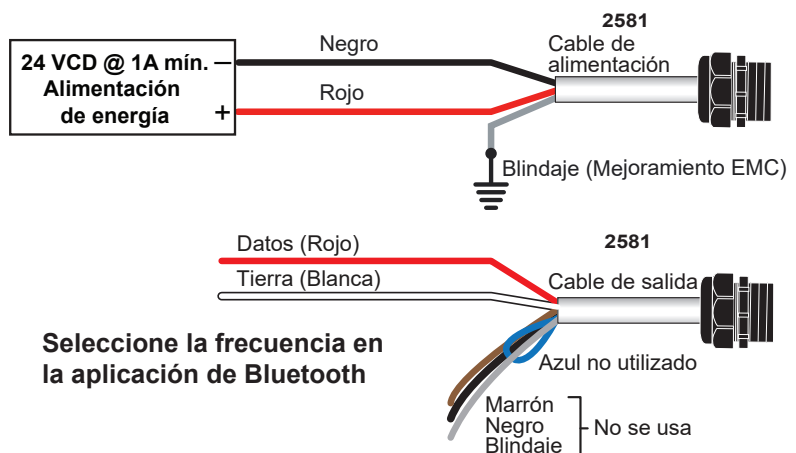 2581
Negro
Cable de
alimentación
24 VCD @ 1A mín. –
Alimentación
de energía
+
Rojo
Blindaje (Mejoramiento EMC)
Datos (Rojo)
2581
Tierra (Blanca)
Cable de salida
Seleccione la frecuencia en
la aplicación de Bluetooth
Azul no utilizado
Marrón
Negro
Blindaje
No se usa